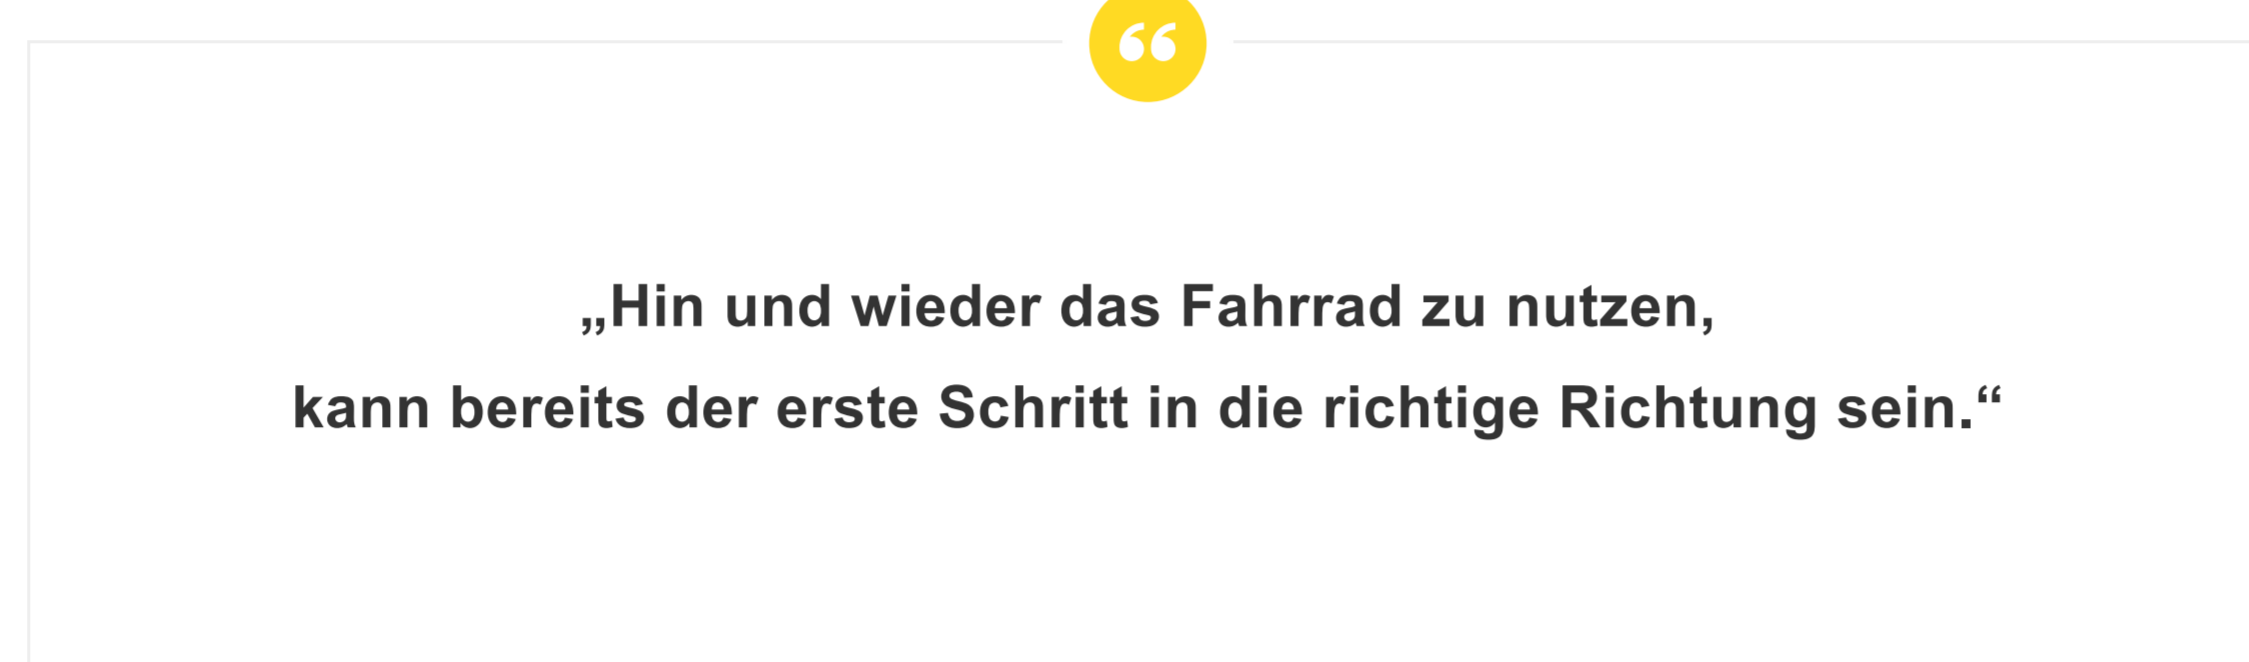 “
„Hin und wieder das Fahrrad zu nutzen,
kann bereits der erste Schritt in die richtige Richtung sein.“